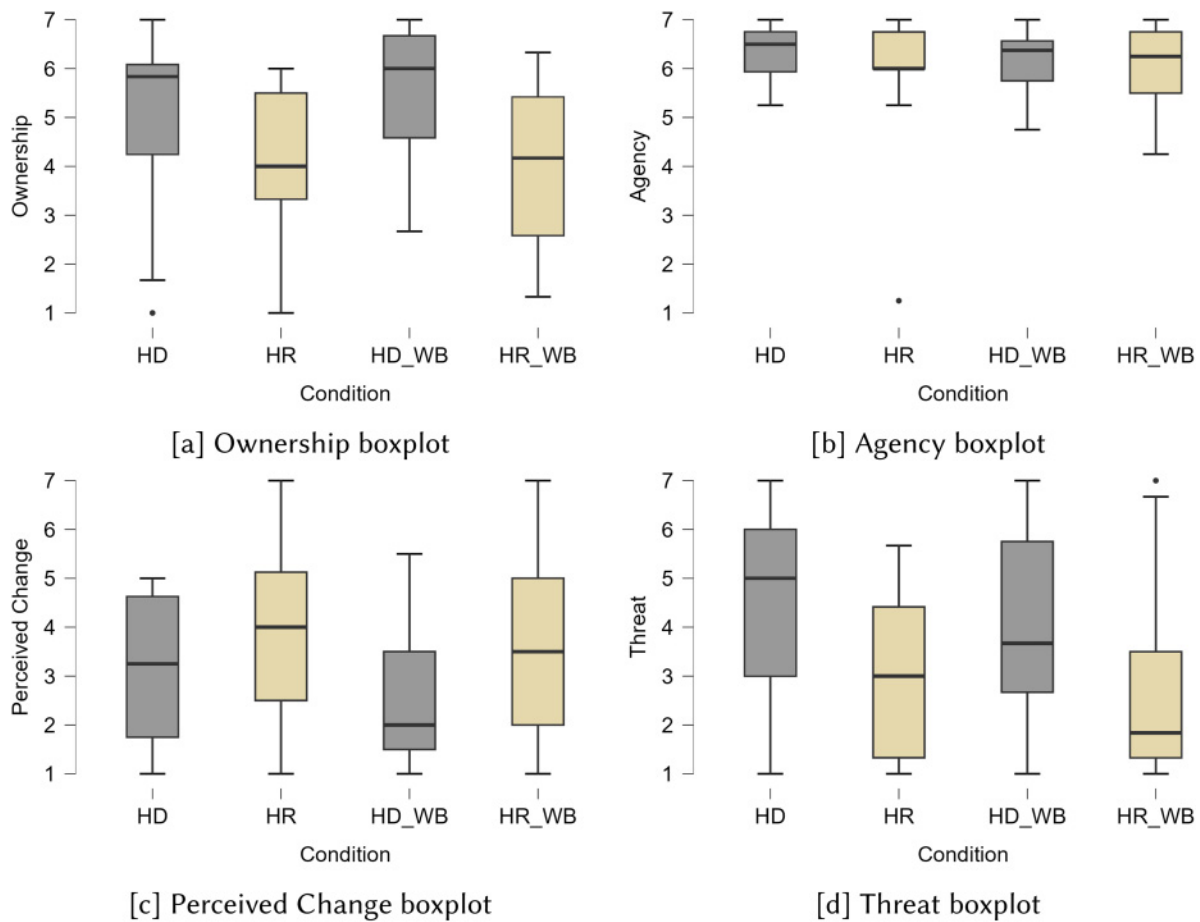 7
6
5
4
3
2
1
Ownership
HD
HR
HD_WB
HR_WB
Condition
[a] Ownership boxplot
7
6
5
4
3
2
1
Agency
HD
HR
HD_WB
HR_WB
Condition
[b] Agency boxplot
7
6
5
4
3
2
1
Perceived Change
HD
HR
HD_WB
HR_WB
Condition
[c] Perceived Change boxplot
7
6
5
4
3
2
1
Threat
HD
HR
HD_WB
HR_WB
Condition
[d] Threat boxplot